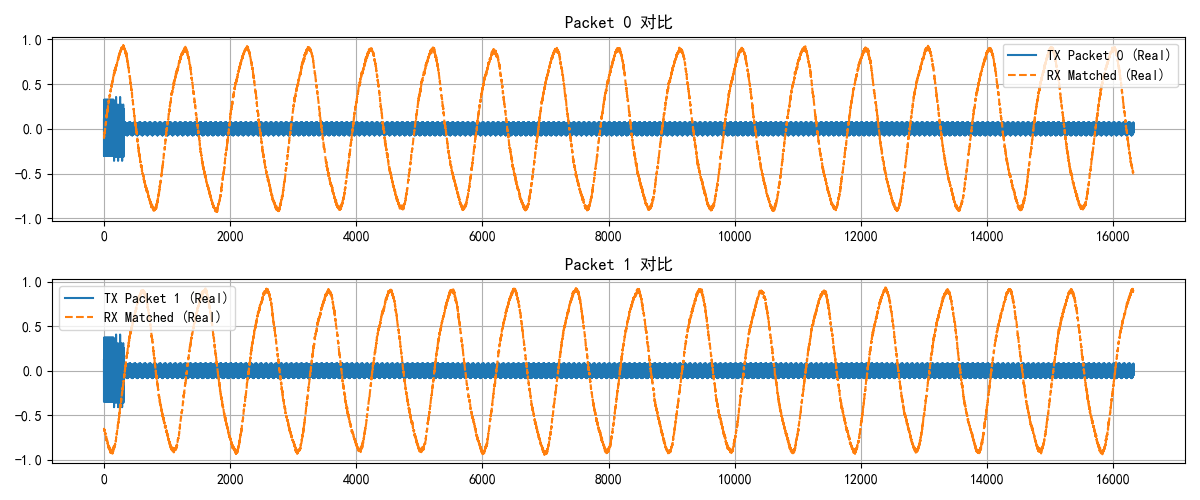 Packet 0 对比
1.0
0.5
0.0
-0.5
-1.0
TX Packet 0 (Real)
RX Matched (Real)
0 2000 4000 6000 8000 10000 12000 14000 16000
Packet 1 对比
1.0
0.5
0.0
-0.5
-1.0
TX Packet 1 (Real)
RX Matched (Real)
0 2000 4000 6000 8000 10000 12000 14000 16000